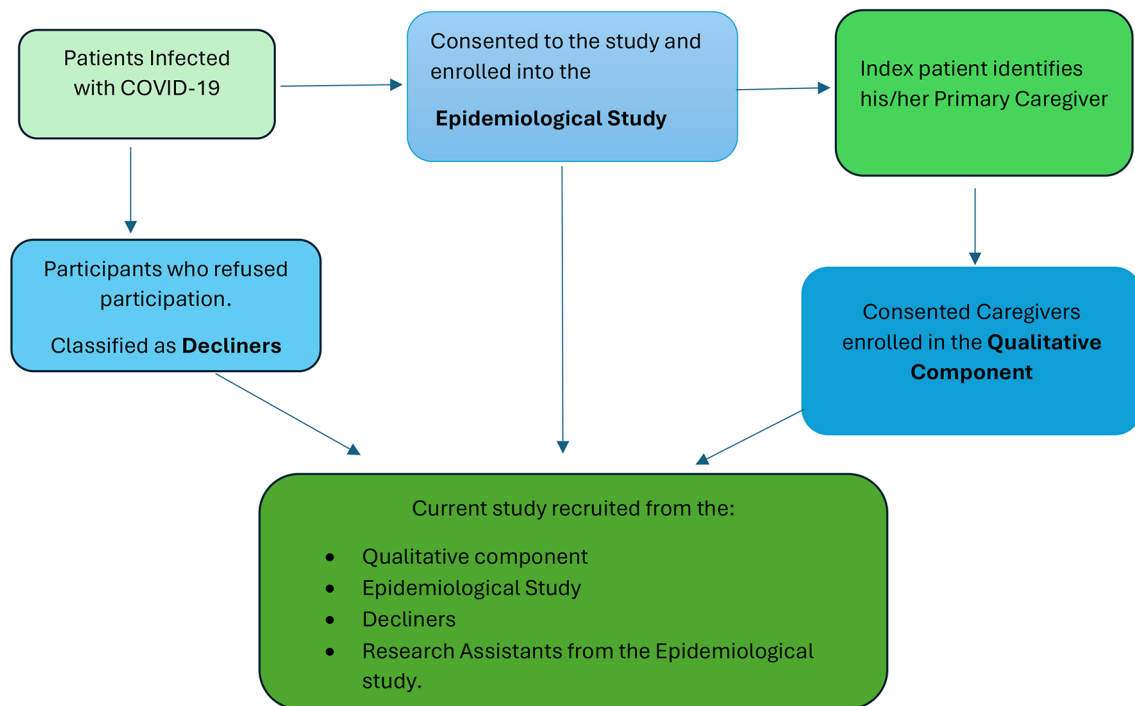 Patients Infected
with COVID-19
Consented to the study and
enrolled into the
Epidemiological Study
Index patient identifies
his/her Primary Caregiver
Participants who refused
participation.
Classified as Decliners
Consented Caregivers
enrolled in the Qualitative
Component
Current study recruited from the:
• Qualitative component
• Epidemiological Study
• Decliners
• Research Assistants from the Epidemiological
study.